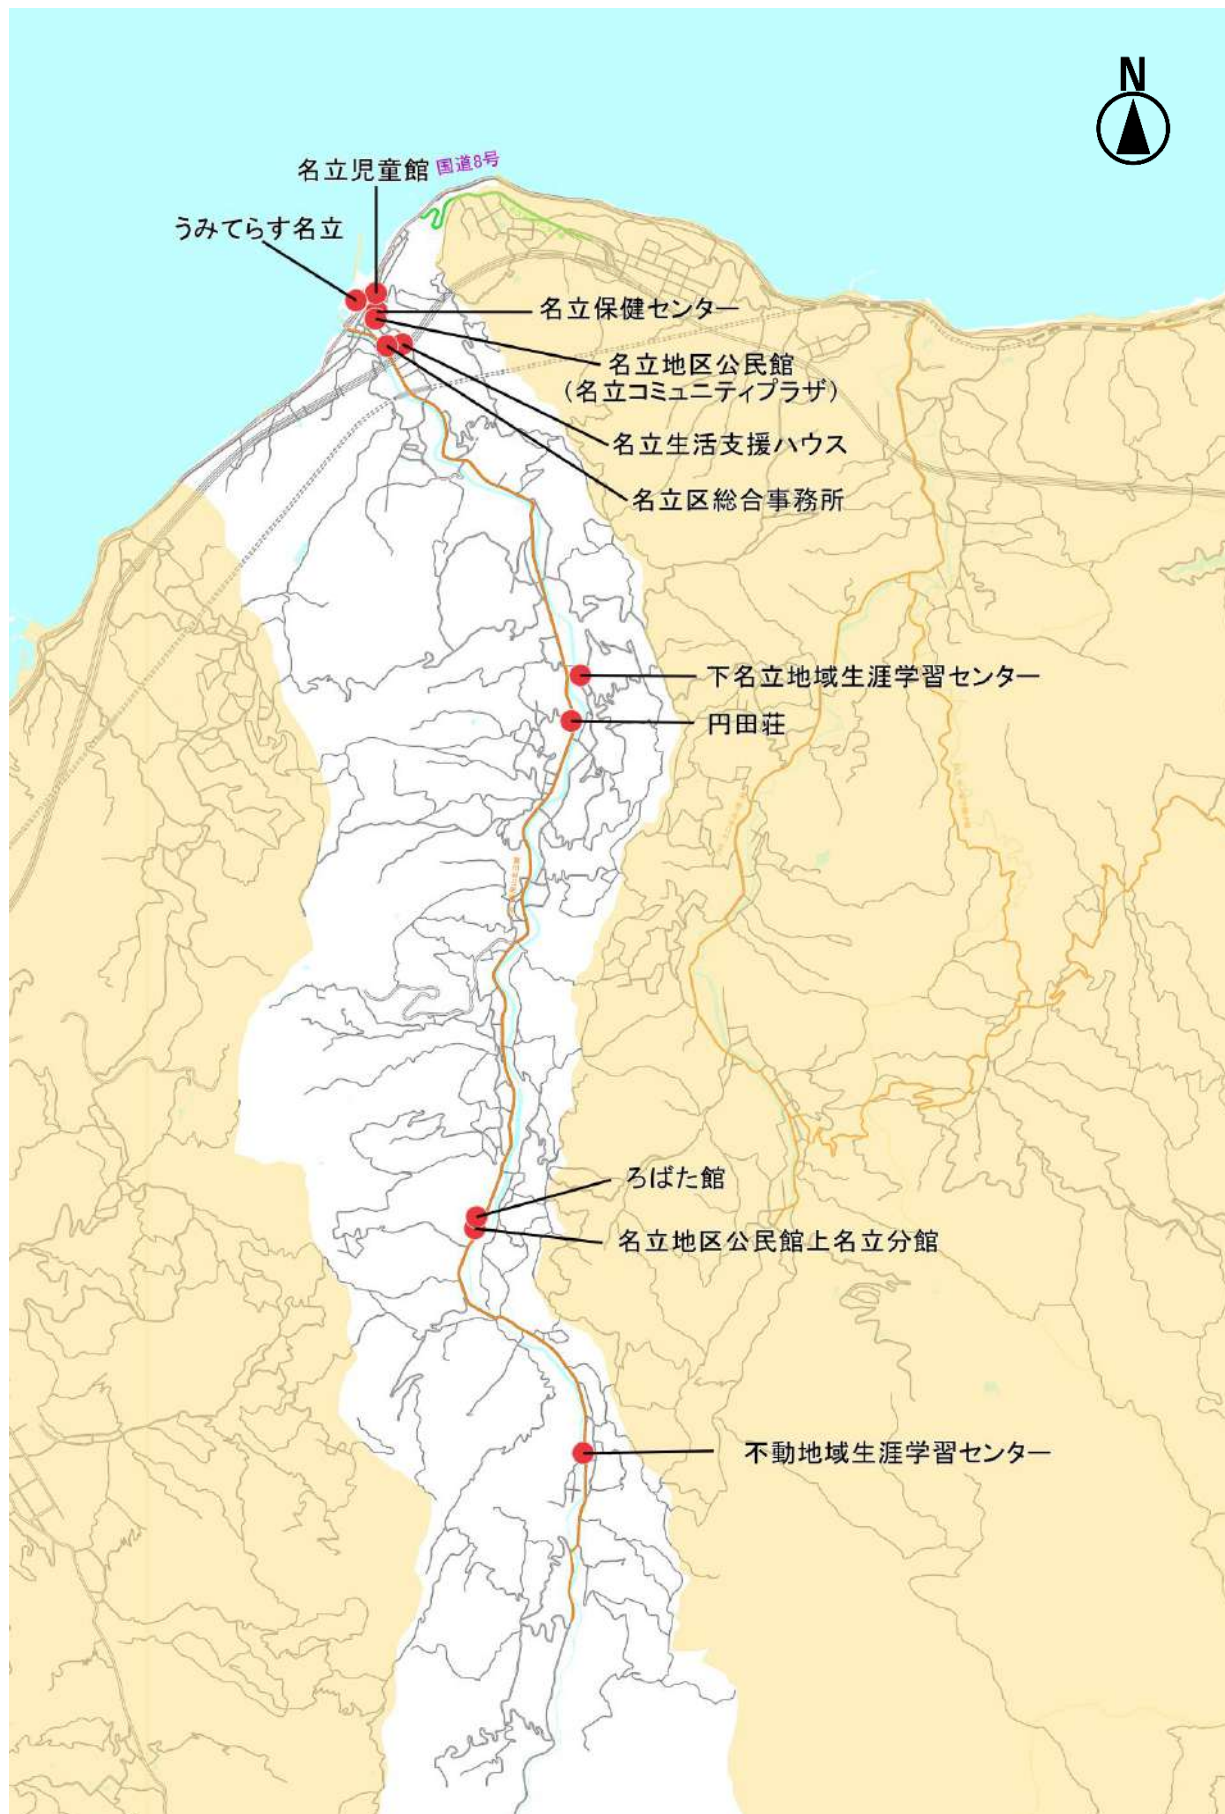 N
名立児童館
国道8号
うみてらす名立
名立保健センター
名立地区公民館
(名立コミュニティプラザ)
名立生活支援ハウス
名立区総合事務所
下名立地域生涯学習センター
円田荘
ろばた館
名立地区公民館上名立分館
不動地域生涯学習センター